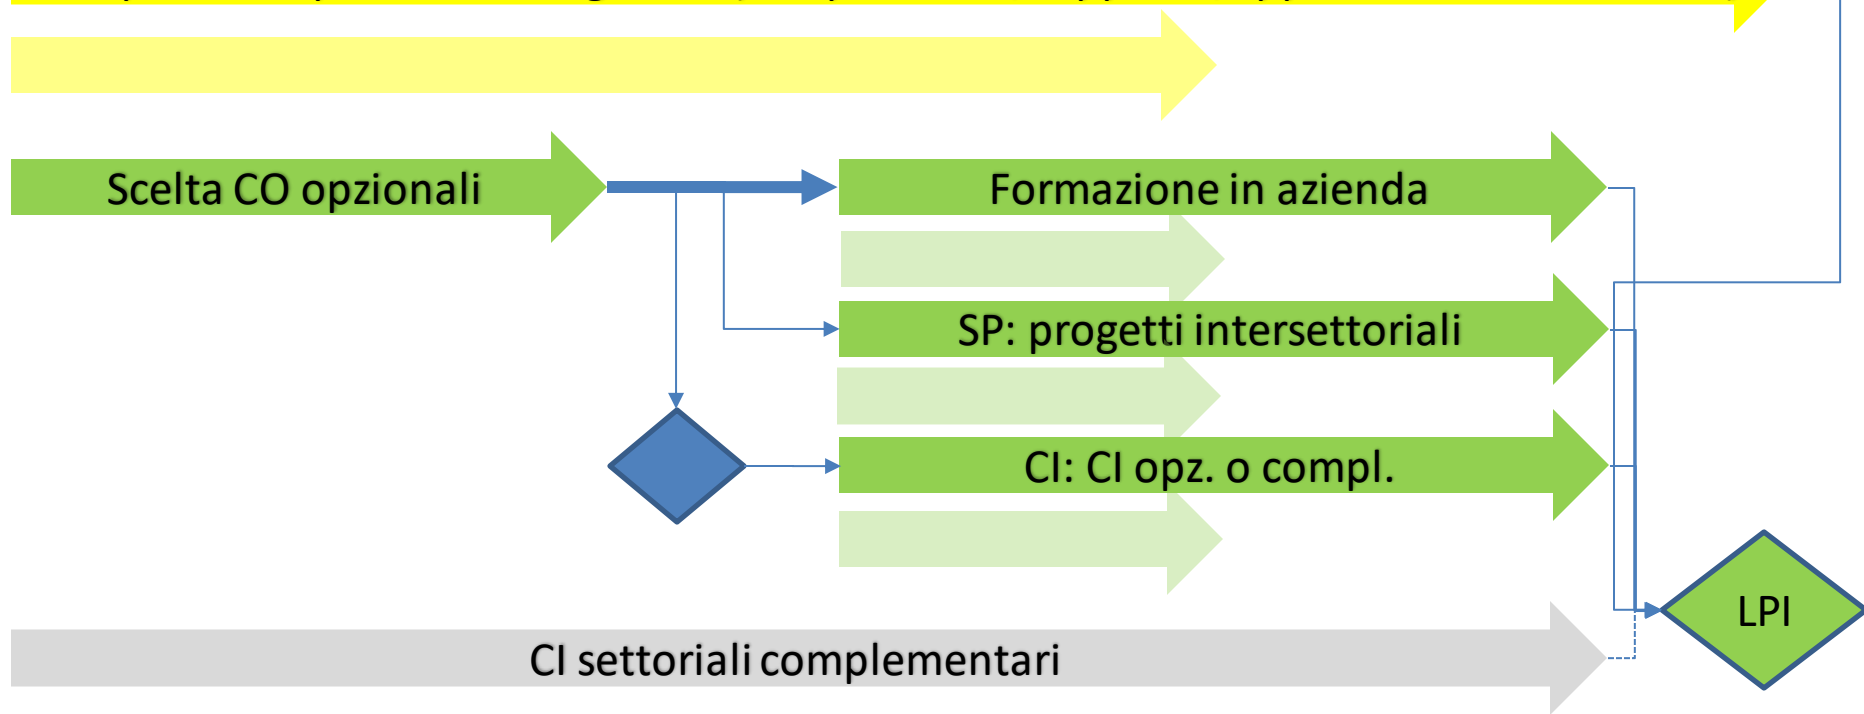 Scelta CO opzionali
Formazione in azienda
SP: progetti intersettoriali
CI: CI opz. o compl.
LPI
CI settoriali complementari